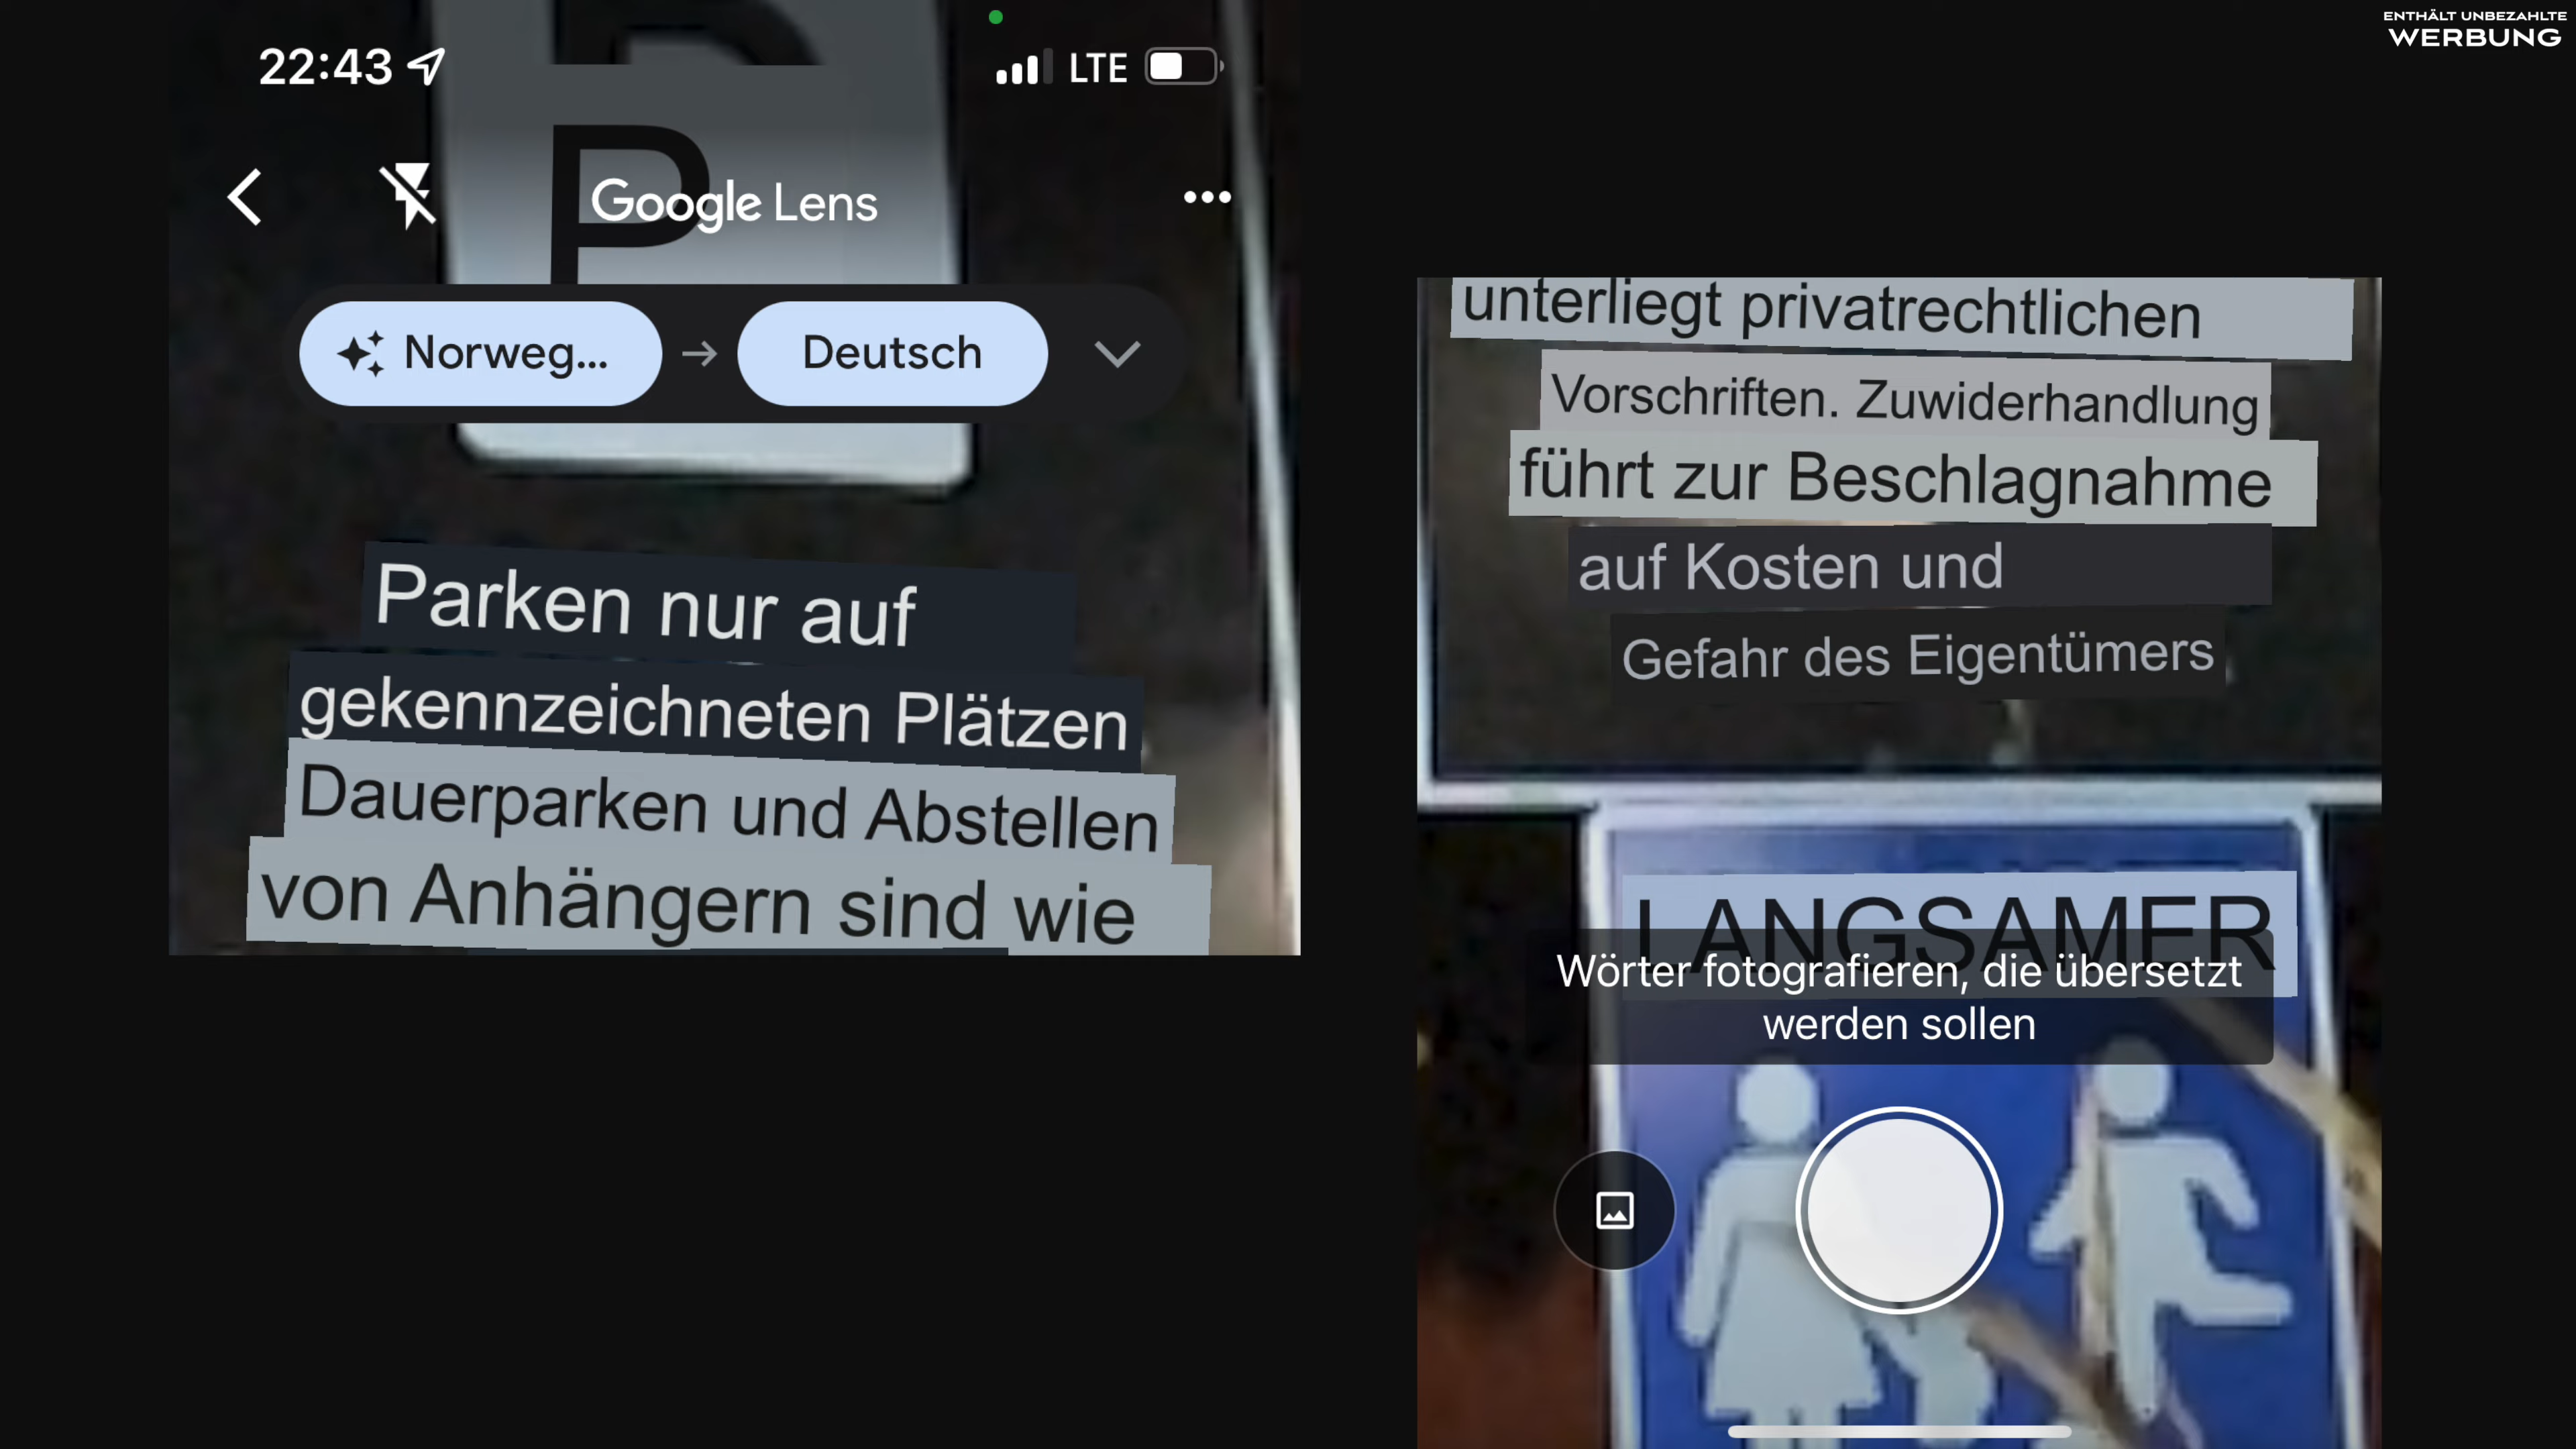 ENTHÄLT UNBEZAHLTE
WERBUNG
22:43
LTE
P
Google Lens
Norweg... → Deutsch
Parken nur auf
gekennzeichneten Plätzen
Dauerparken und Abstellen
von Anhängern sind wie
unterliegt privatrechtlichen
Vorschriften. Zuwiderhandlung
führt zur Beschlagnahme
auf Kosten und
Gefahr des Eigentümers
LANGSAMER
Wörter fotografieren, die übersetzt
werden sollen